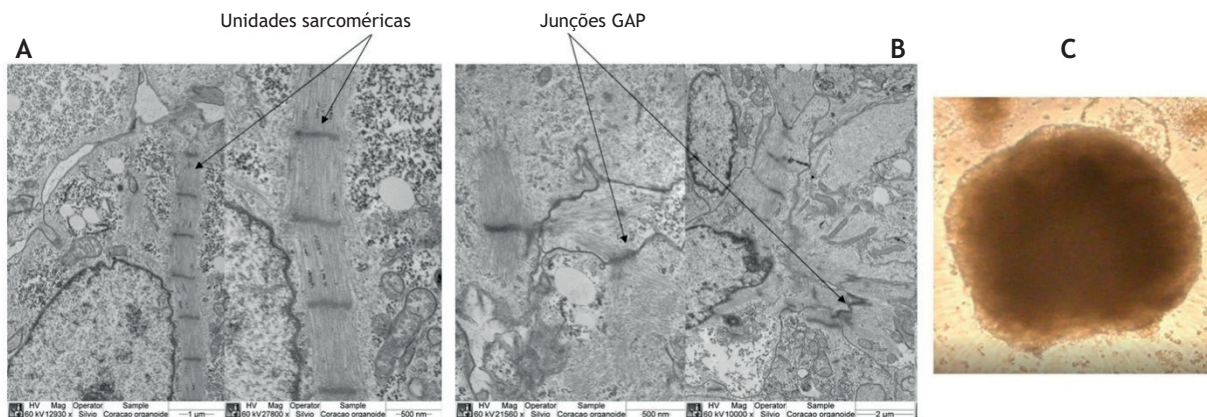 Unidades sarcoméricas
Junções GAP
A
B
C
HV Mag Operator Sample
60 kV 12930 x Silvio Coracao organoide
1 µm
HV Mag Operator Sample
60 kV 27800 x Silvio Coracao organoide
500 nm
HV Mag Operator Sample
60 kV 21560 x Silvio Coracao organoide
500 nm
HV Mag Operator Sample
60 kV 10000 x Silvio Coracao organoide
2 µm